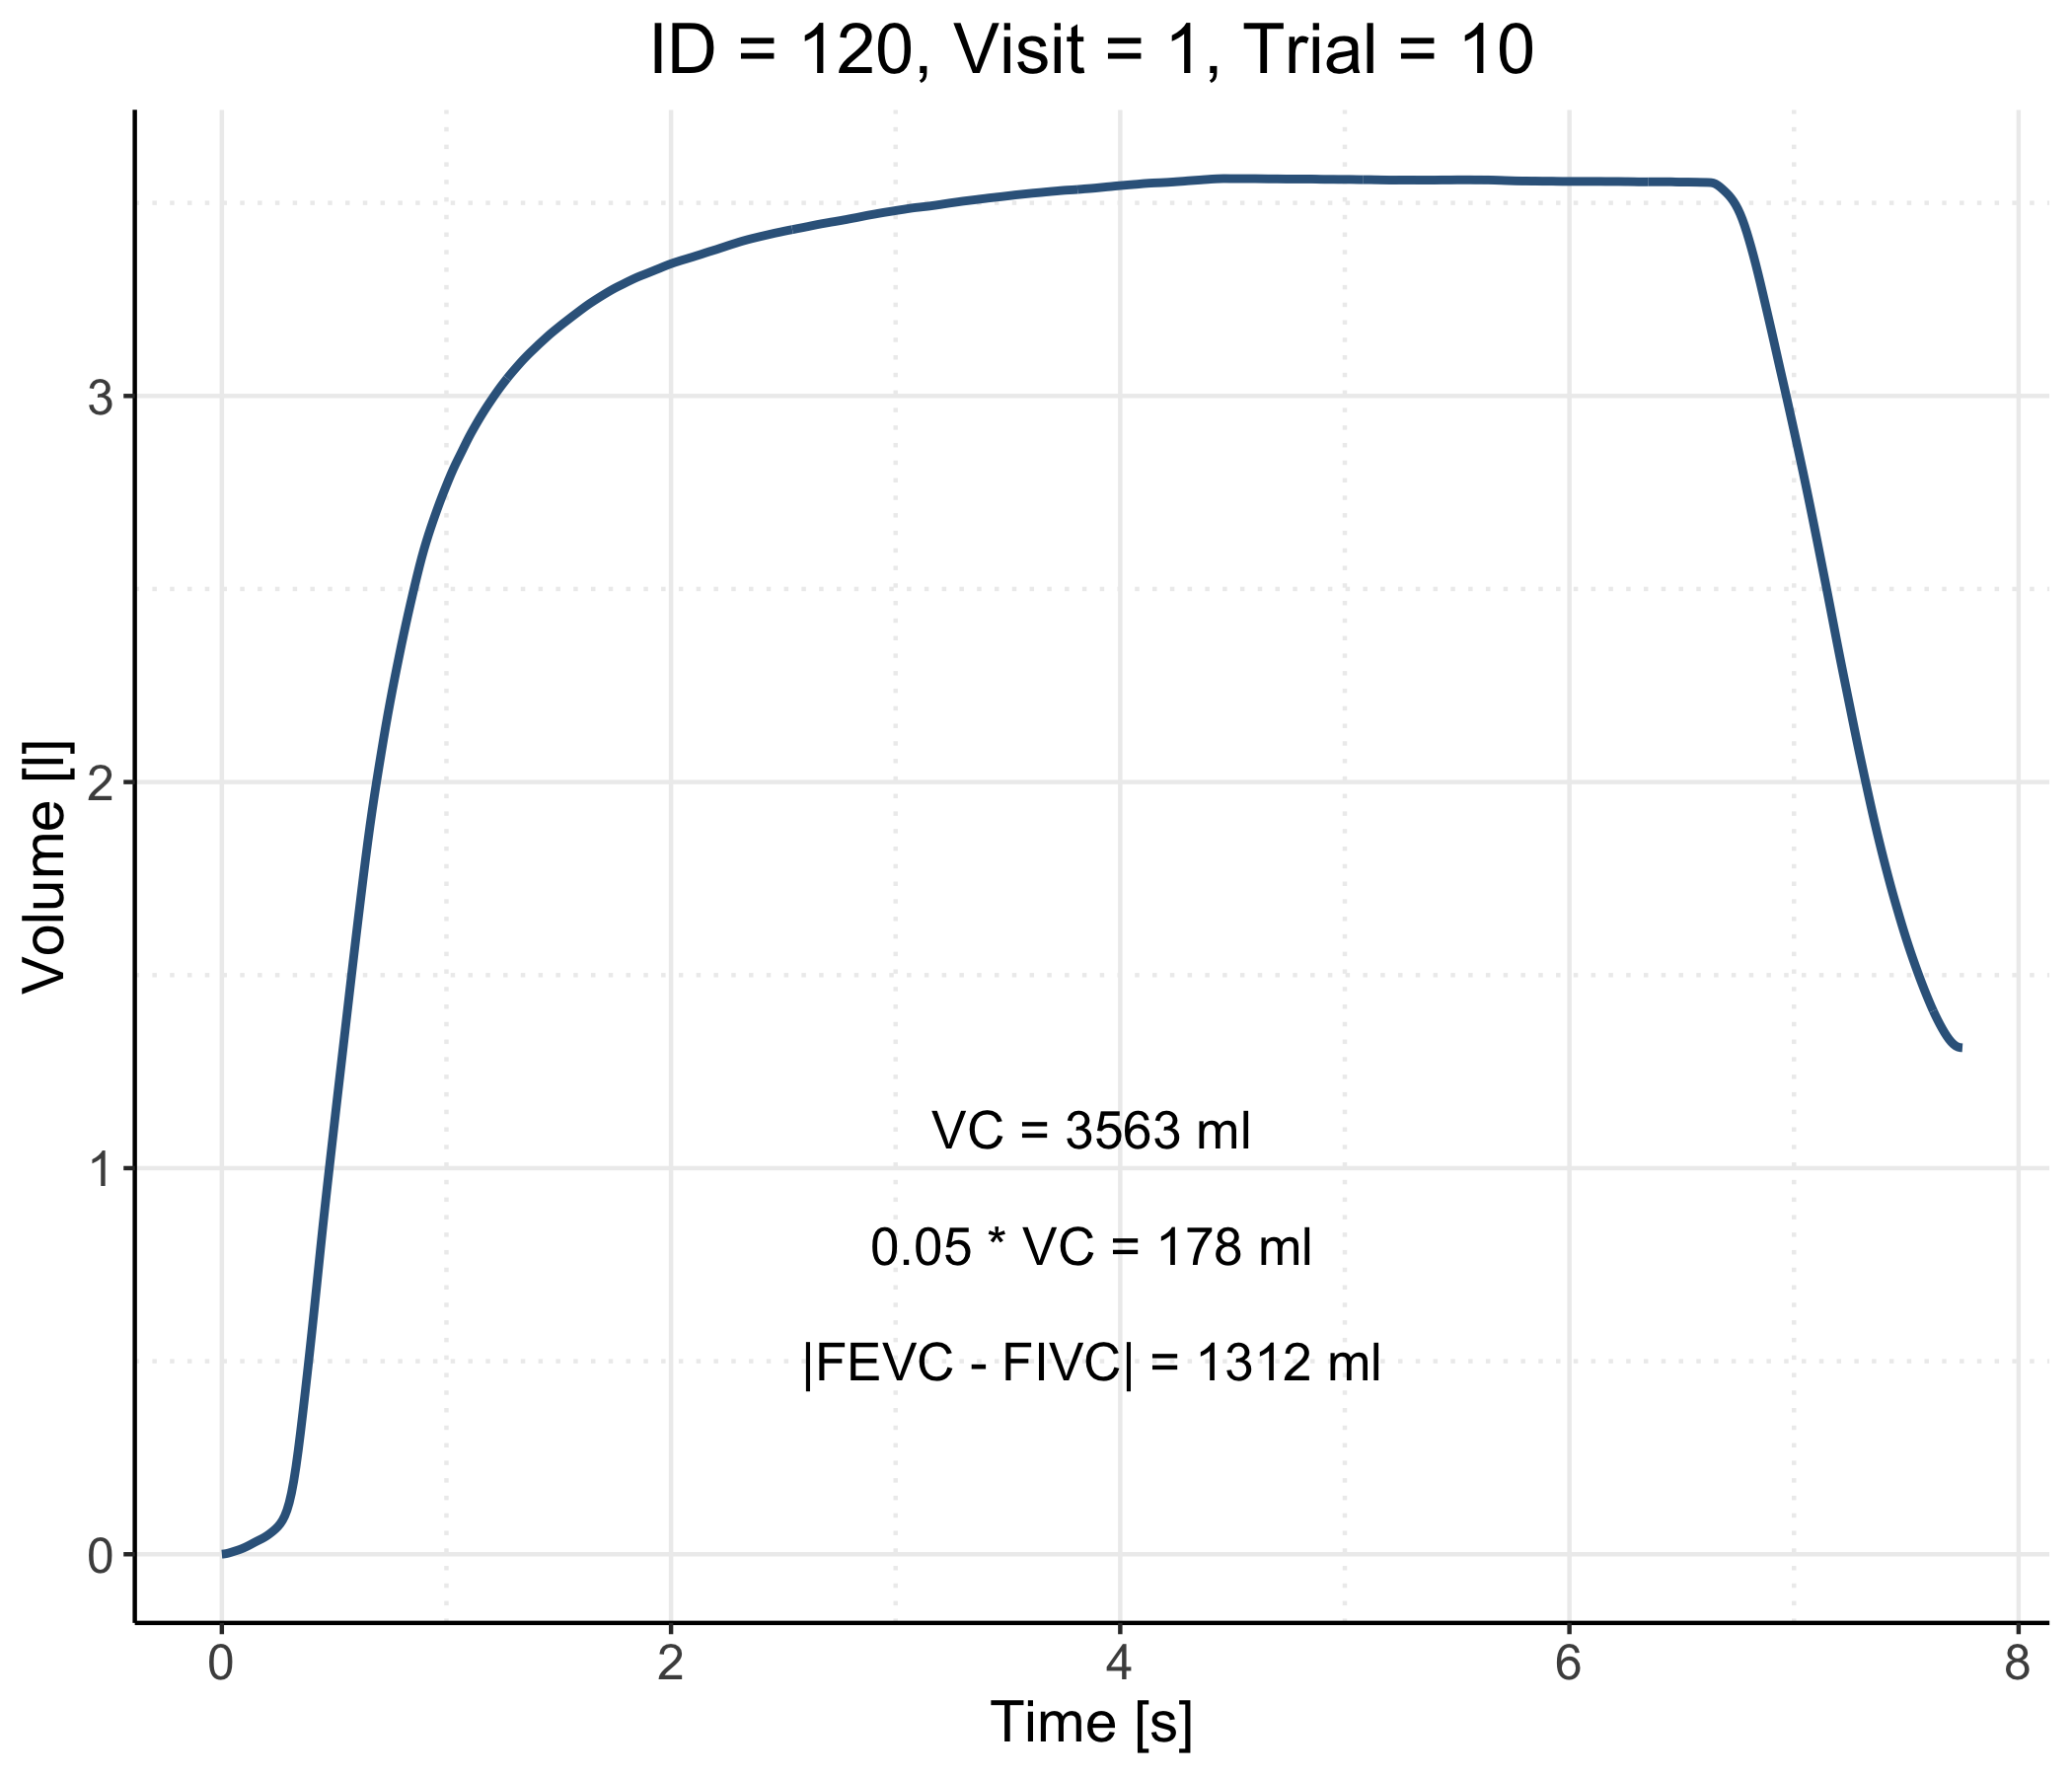 ID = 120, Visit = 1, Trial = 10
Volume [l]
3
2
1
0
VC = 3563 ml
0.05 * VC = 178 ml
|FEVC - FIVC| = 1312 ml
0 2 4 6 8
Time [s]